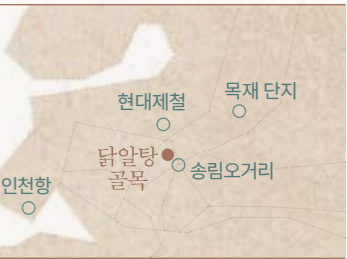 목재 단지
현대제철
닭알탕
골목
송림오거리
인천항